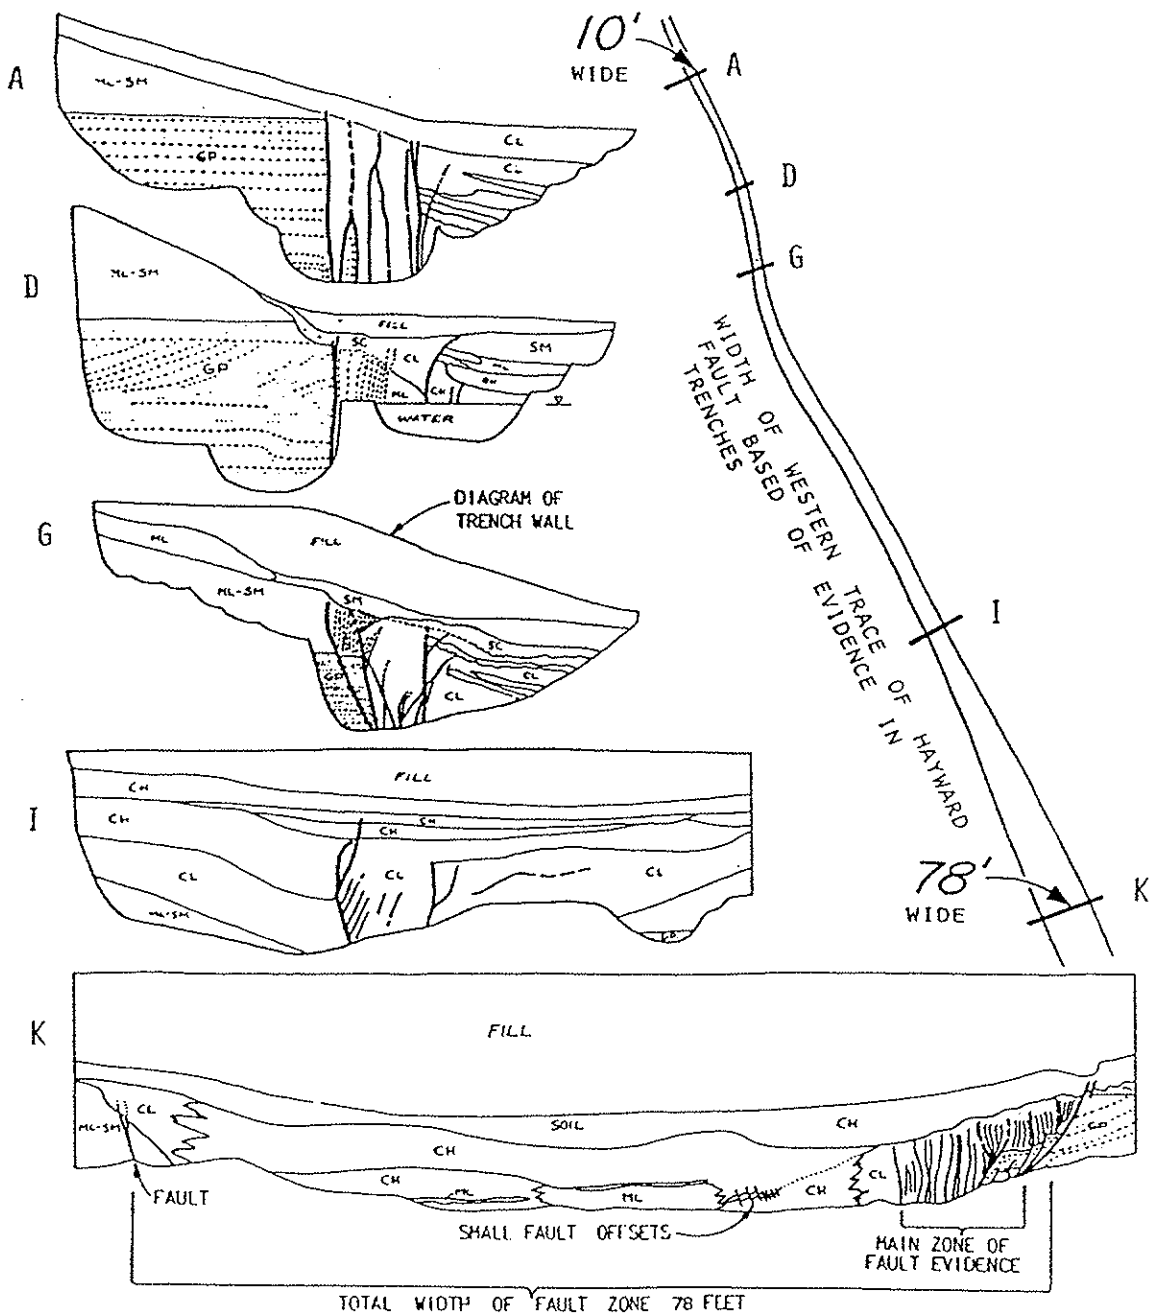 A
ML-SM
GP
CL
CL
D
ML-SM
FILL
SC
GP
CL
SM
ML
CH
WATER
G
DIAGRAM OF
TRENCH WALL
ML
FILL
ML-SM
SM
SC
GP
CL
CL
I
FILL
CH
CH
SM
CH
CL
CL
CL
ML-SM
K
FILL
CL
ML-SM
SOIL
CH
CH
CH
ML
ML
CH
CL
GP
FAULT
SMALL FAULT OFFSETS
MAIN ZONE OF
FAULT EVIDENCE
TOTAL WIDTH OF FAULT ZONE 78 FEET
10'
WIDE
A
D
G
WIDTH OF WESTERN TRACE OF HAYWARD
FAULT BASED OF EVIDENCE IN
TRENCHES
I
78'
WIDE
K